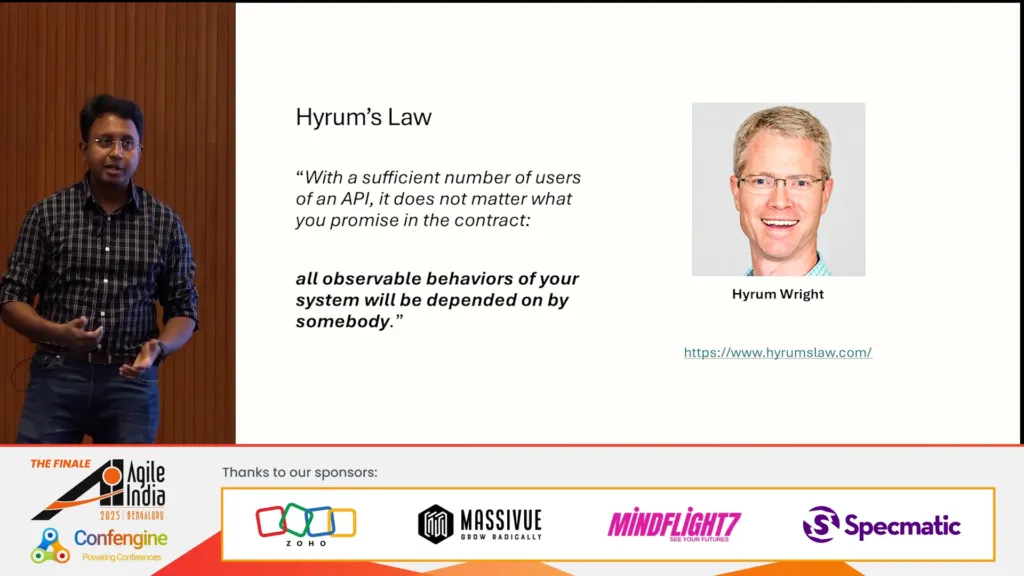 Hyrum's Law
“With a sufficient number of users
of an API, it does not matter what
you promise in the contract:
all observable behaviors of your
system will be depended on by
somebody.”
Hyrum Wright
https://www.hyrumslaw.com/
THE FINALE
Agile
India
2025 | BENGALURU
Confengine
Powering Conferences
Thanks to our sponsors:
ZOHO
MASSIVUE
GROW RADICALLY
MINDFLIGHT7
SEE YOUR FUTURES
Specmatic